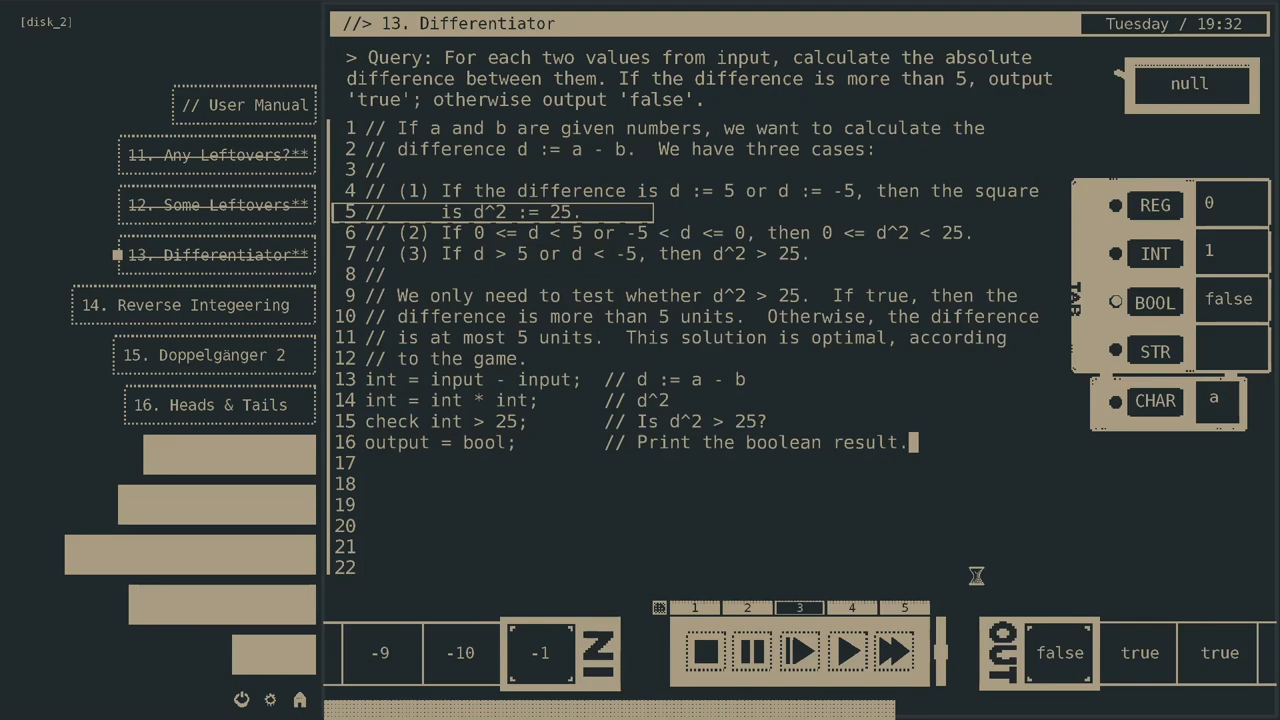 [disk_2]
//> 13. Differentiator
Tuesday / 19:32
> Query: For each two values from input, calculate the absolute
difference between them. If the difference is more than 5, output
'true'; otherwise output 'false'.
null
// User Manual
11. Any Leftovers?**
12. Some Leftovers**
13. Differentiator**
14. Reverse Integeering
15. Doppelgänger 2
16. Heads & Tails
1 // If a and b are given numbers, we want to calculate the
2 // difference d := a - b.  We have three cases:
3 //
4 // (1) If the difference is d := 5 or d := -5, then the square
5 //     is d^2 := 25.
6 // (2) If 0 <= d < 5 or -5 < d <= 0, then 0 <= d^2 < 25.
7 // (3) If d > 5 or d < -5, then d^2 > 25.
8 //
9 // We only need to test whether d^2 > 25.  If true, then the
10 // difference is more than 5 units.  Otherwise, the difference
11 // is at most 5 units.  This solution is optimal, according
12 // to the game.
13 int = input - input;  // d := a - b
14 int = int * int;      // d^2
15 check int > 25;       // Is d^2 > 25?
16 output = bool;        // Print the boolean result.
17
18
19
20
21
22
TAB
REG 0
INT 1
BOOL false
STR
CHAR a
1 2 3 4 5
-9 -10 -1 IN
OUT false true true